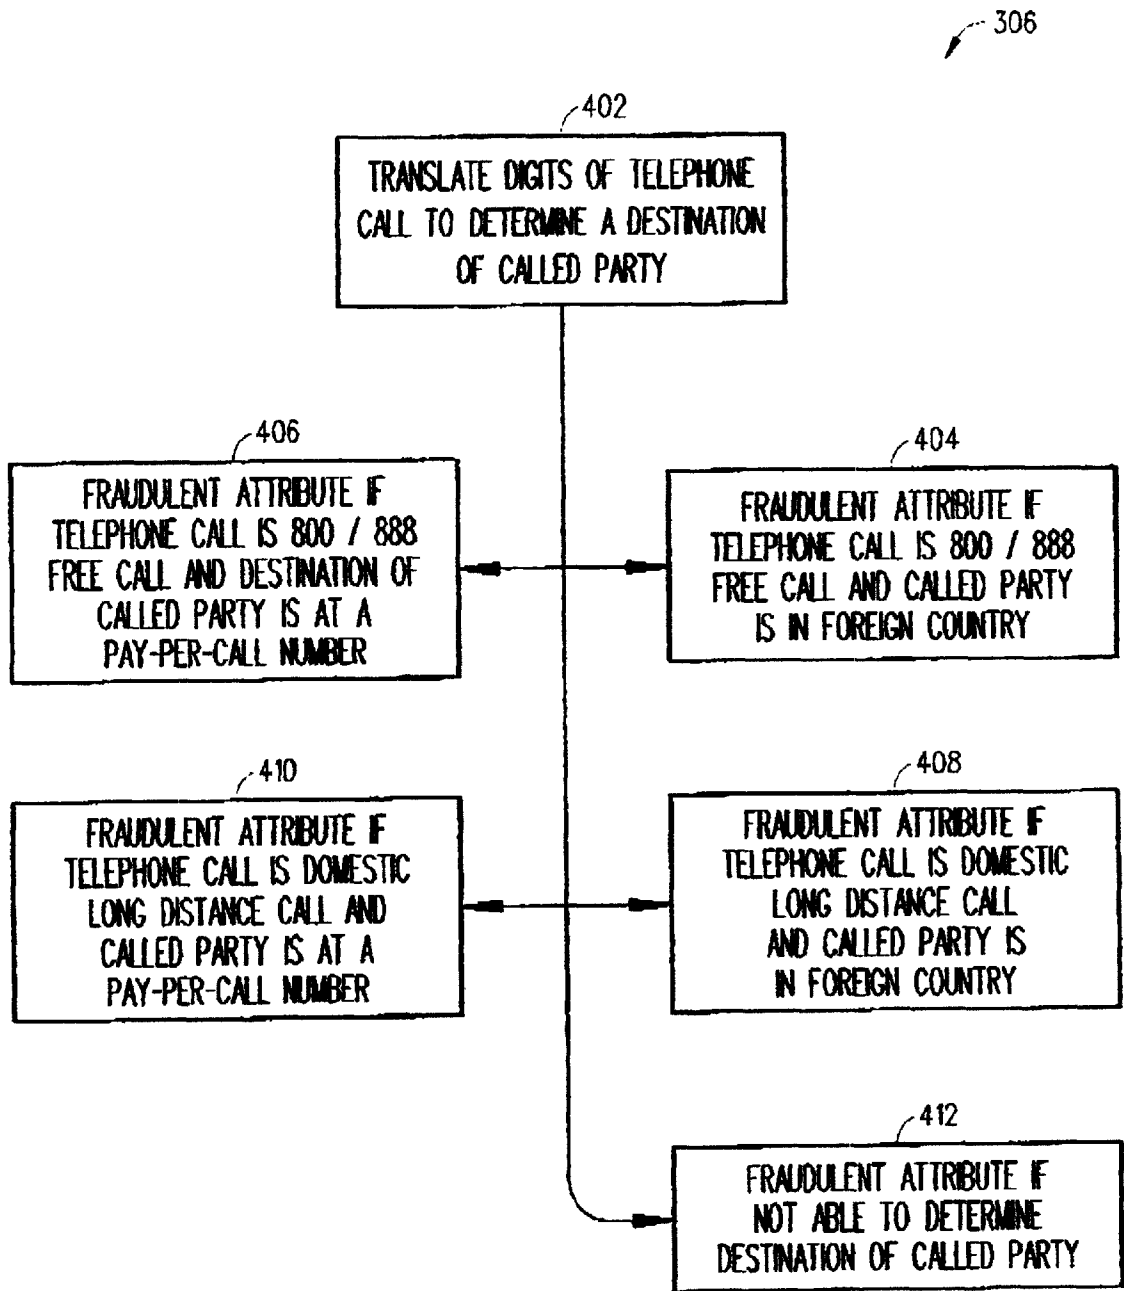 306
402
TRANSLATE DIGITS OF TELEPHONE
CALL TO DETERMINE A DESTINATION
OF CALLED PARTY
406
FRAUDULENT ATTRIBUTE IF
TELEPHONE CALL IS 800 / 888
FREE CALL AND DESTINATION OF
CALLED PARTY IS AT A
PAY-PER-CALL NUMBER
404
FRAUDULENT ATTRIBUTE IF
TELEPHONE CALL IS 800 / 888
FREE CALL AND CALLED PARTY
IS IN FOREIGN COUNTRY
410
FRAUDULENT ATTRIBUTE IF
TELEPHONE CALL IS DOMESTIC
LONG DISTANCE CALL AND
CALLED PARTY IS AT A
PAY-PER-CALL NUMBER
408
FRAUDULENT ATTRIBUTE IF
TELEPHONE CALL IS DOMESTIC
LONG DISTANCE CALL
AND CALLED PARTY IS
IN FOREIGN COUNTRY
412
FRAUDULENT ATTRIBUTE IF
NOT ABLE TO DETERMINE
DESTINATION OF CALLED PARTY